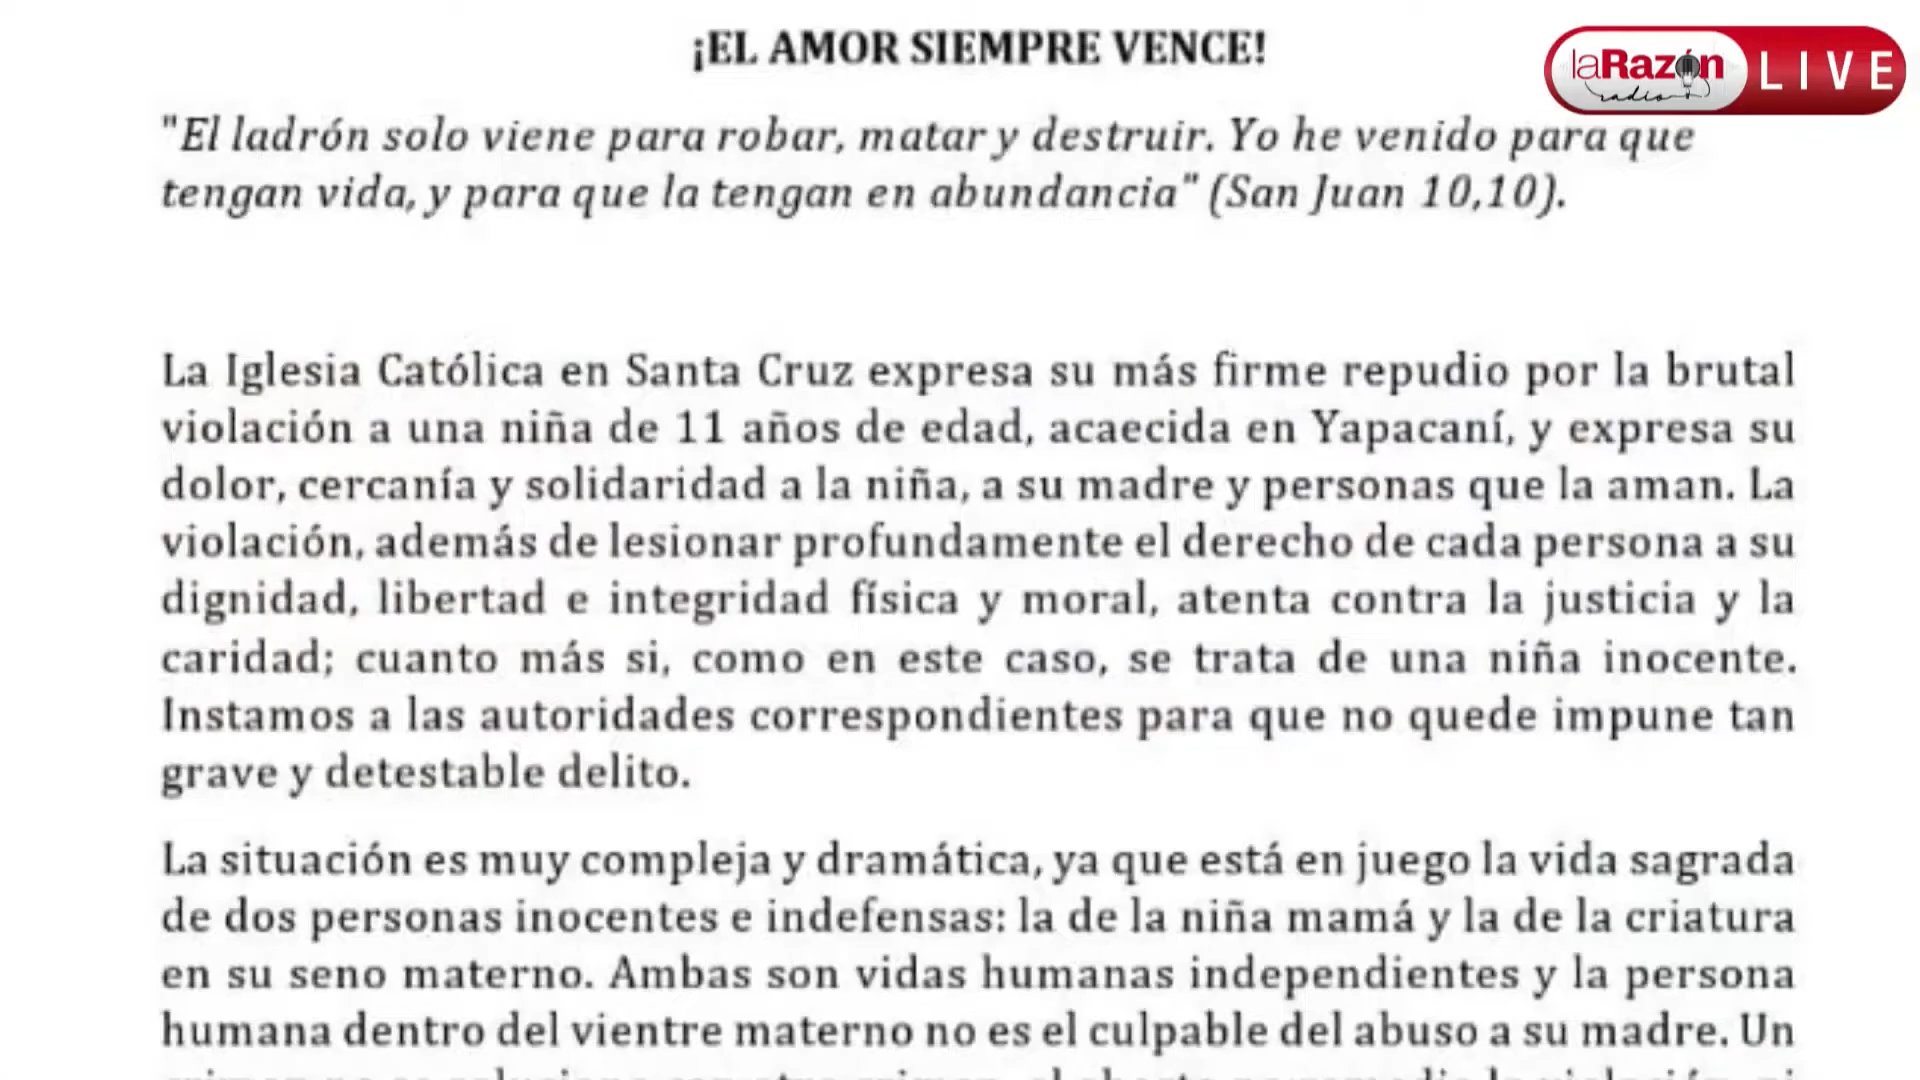 ¡EL AMOR SIEMPRE VENCE!
laRazón
radio
LIVE
"El ladrón solo viene para robar, matar y destruir. Yo he venido para que
tengan vida, y para que la tengan en abundancia" (San Juan 10,10).
La Iglesia Católica en Santa Cruz expresa su más firme repudio por la brutal
violación a una niña de 11 años de edad, acaecida en Yapacaní, y expresa su
dolor, cercanía y solidaridad a la niña, a su madre y personas que la aman. La
violación, además de lesionar profundamente el derecho de cada persona a su
dignidad, libertad e integridad física y moral, atenta contra la justicia y la
caridad; cuanto más si, como en este caso, se trata de una niña inocente.
Instamos a las autoridades correspondientes para que no quede impune tan
grave y detestable delito.
La situación es muy compleja y dramática, ya que está en juego la vida sagrada
de dos personas inocentes e indefensas: la de la niña mamá y la de la criatura
en su seno materno. Ambas son vidas humanas independientes y la persona
humana dentro del vientre materno no es el culpable del abuso a su madre. Un